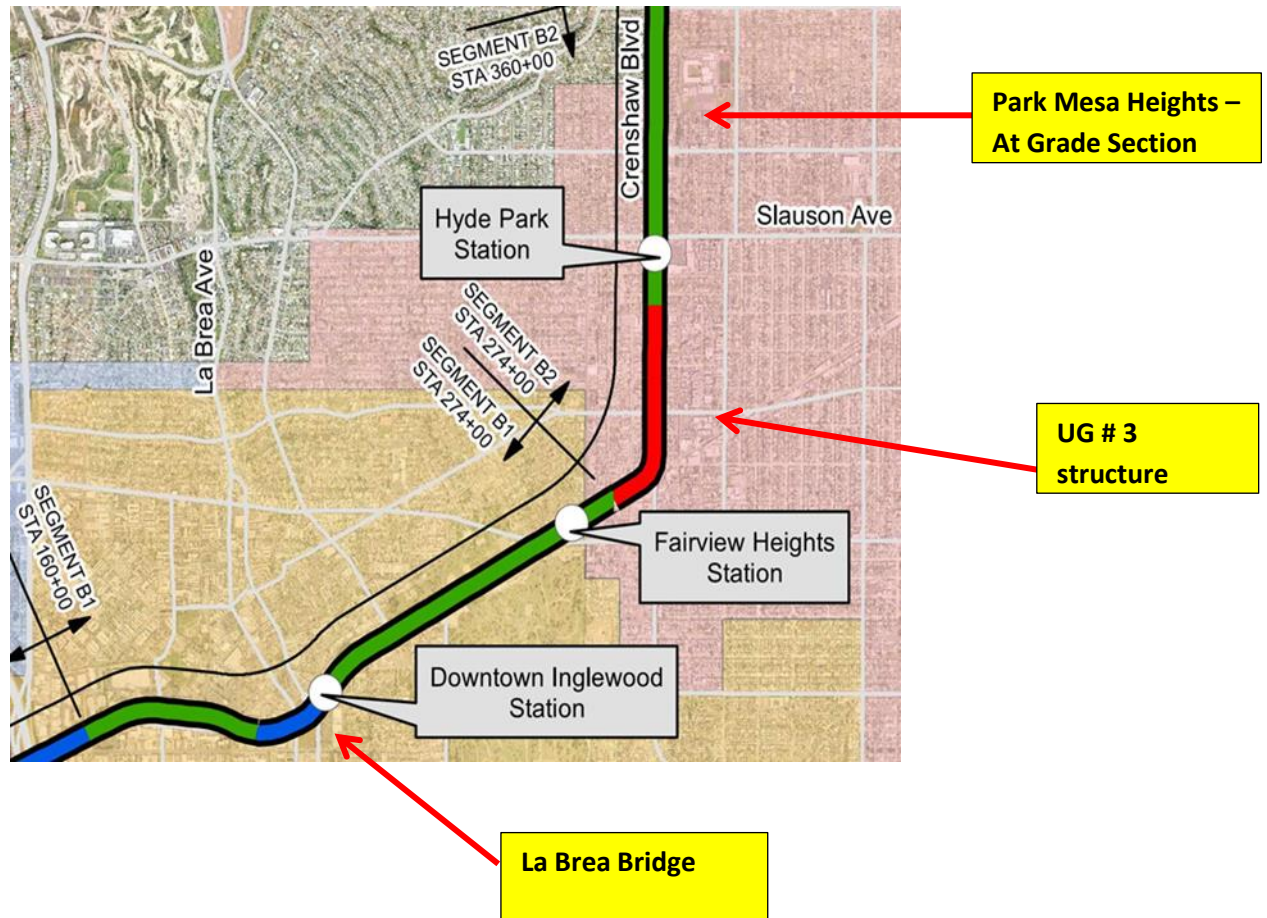 SEGMENT B2
STA 360+00
Crenshaw Blvd
Park Mesa Heights –
At Grade Section
Hyde Park
Station
Slauson Ave
La Brea Ave
SEGMENT B2
STA 274+00
SEGMENT B1
STA 274+00
UG # 3
structure
SEGMENT B1
STA 160+00
Fairview Heights
Station
Downtown Inglewood
Station
La Brea Bridge